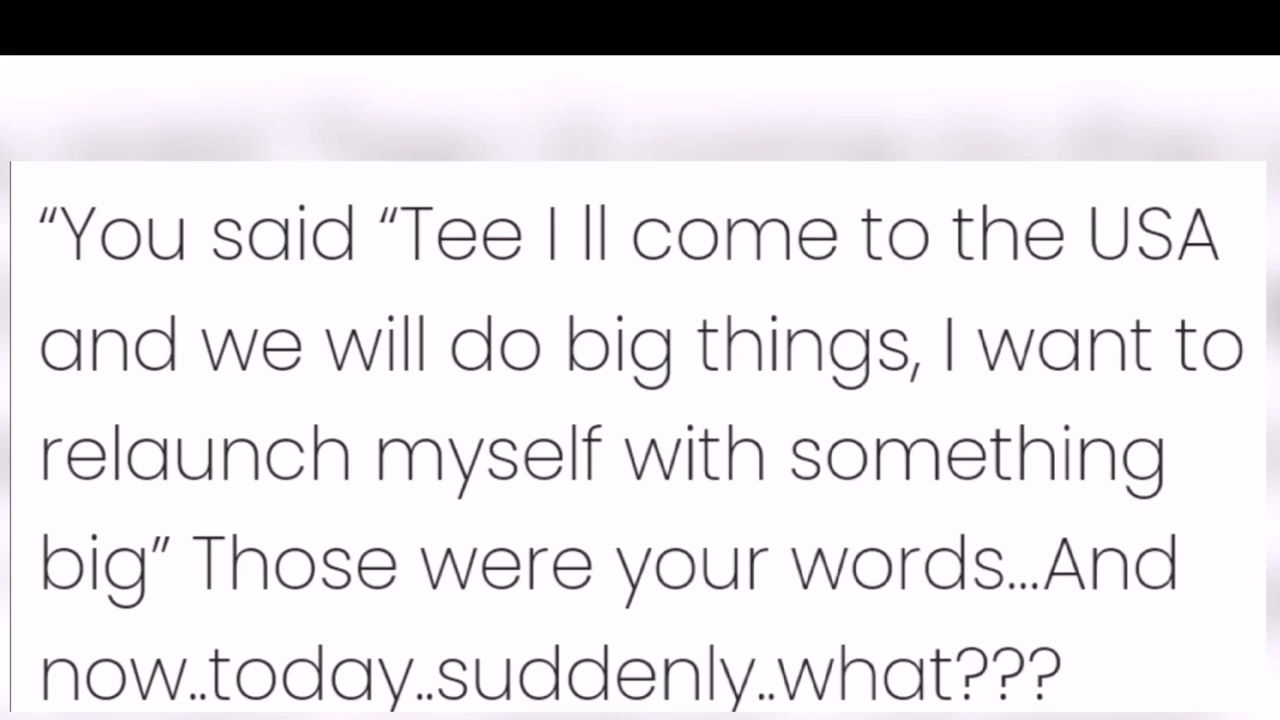 “You said “Tee I ll come to the USA
and we will do big things, I want to
relaunch myself with something
big” Those were your words...And
now..today..suddenly..what???